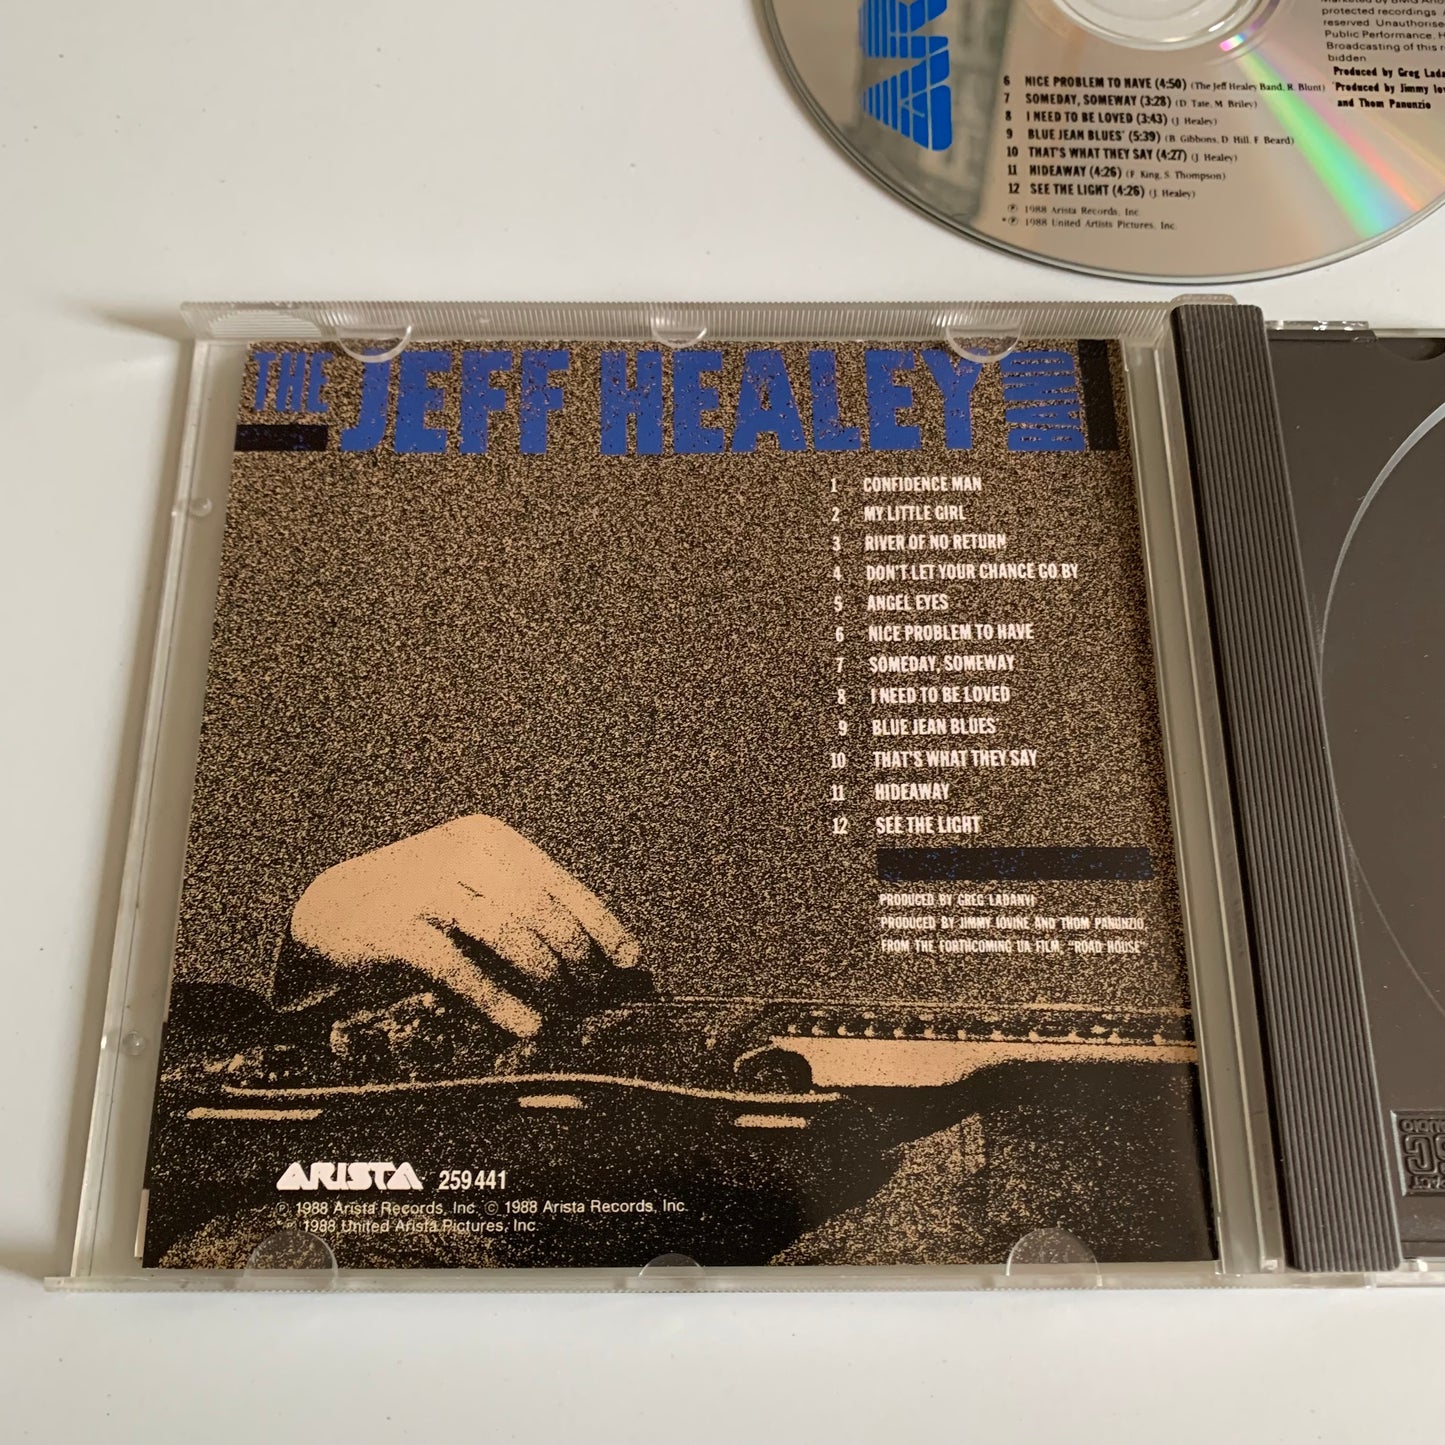 reserved. Unauthorise
Public Performance, H
Broadcasting of this r
bidden
Produced by Greg Lada
*Produced by Jimmy Io
and Thom Panunzio
6 NICE PROBLEM TO HAVE (4:50) (The Jeff Healey Band, R. Blunt)
7 SOMEDAY, SOMEWAY (3:28) (D. Tate, M. Briley)
8 I NEED TO BE LOVED (3:43) (J. Healey)
9 BLUE JEAN BLUES* (5:39) (B. Gibbons, D. Hill, F. Beard)
10 THAT'S WHAT THEY SAY (4:27) (J. Healey)
11 HIDEAWAY (4:26) (F. King, S. Thompson)
12 SEE THE LIGHT (4:26) (J. Healey)
℗ 1988 Arista Records, Inc.
*℗ 1988 United Artists Pictures, Inc.
THE JEFF HEALEY BAND
1 CONFIDENCE MAN
2 MY LITTLE GIRL
3 RIVER OF NO RETURN
4 DON'T LET YOUR CHANCE GO BY
5 ANGEL EYES
6 NICE PROBLEM TO HAVE
7 SOMEDAY, SOMEWAY
8 I NEED TO BE LOVED
9 BLUE JEAN BLUES*
10 THAT'S WHAT THEY SAY
11 HIDEAWAY
12 SEE THE LIGHT
PRODUCED BY GREG LADANYI
*PRODUCED BY JIMMY IOVINE AND THOM PANUNZIO,
FROM THE FORTHCOMING UA FILM, "ROAD HOUSE"
ARISTA 259 441
℗ 1988 Arista Records, Inc. © 1988 Arista Records, Inc.
*℗ 1988 United Arista Pictures, Inc.